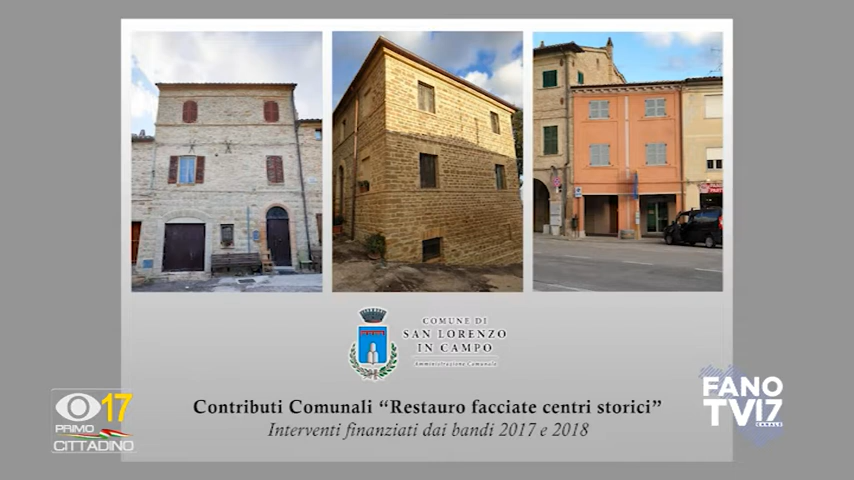 COMUNE DI
SAN LORENZO
IN CAMPO
Amministrazione Comunale
Contributi Comunali “Restauro facciate centri storici”
Interventi finanziati dai bandi 2017 e 2018
17
PRIMO
CITTADINO
FANO
TV17
CANALE